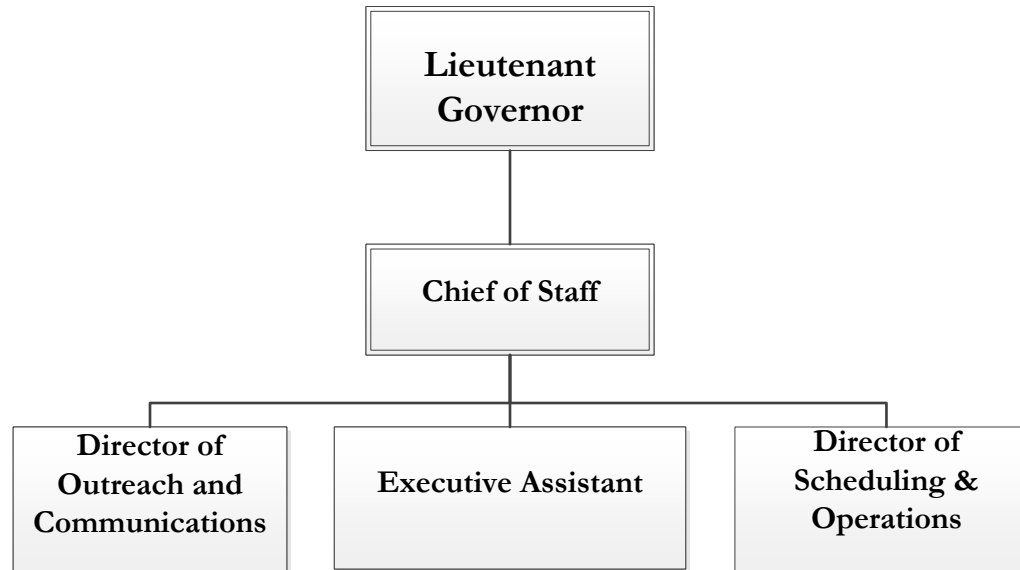 Lieutenant
Governor
Chief of Staff
Director of
Outreach and
Communications
Executive Assistant
Director of
Scheduling &
Operations